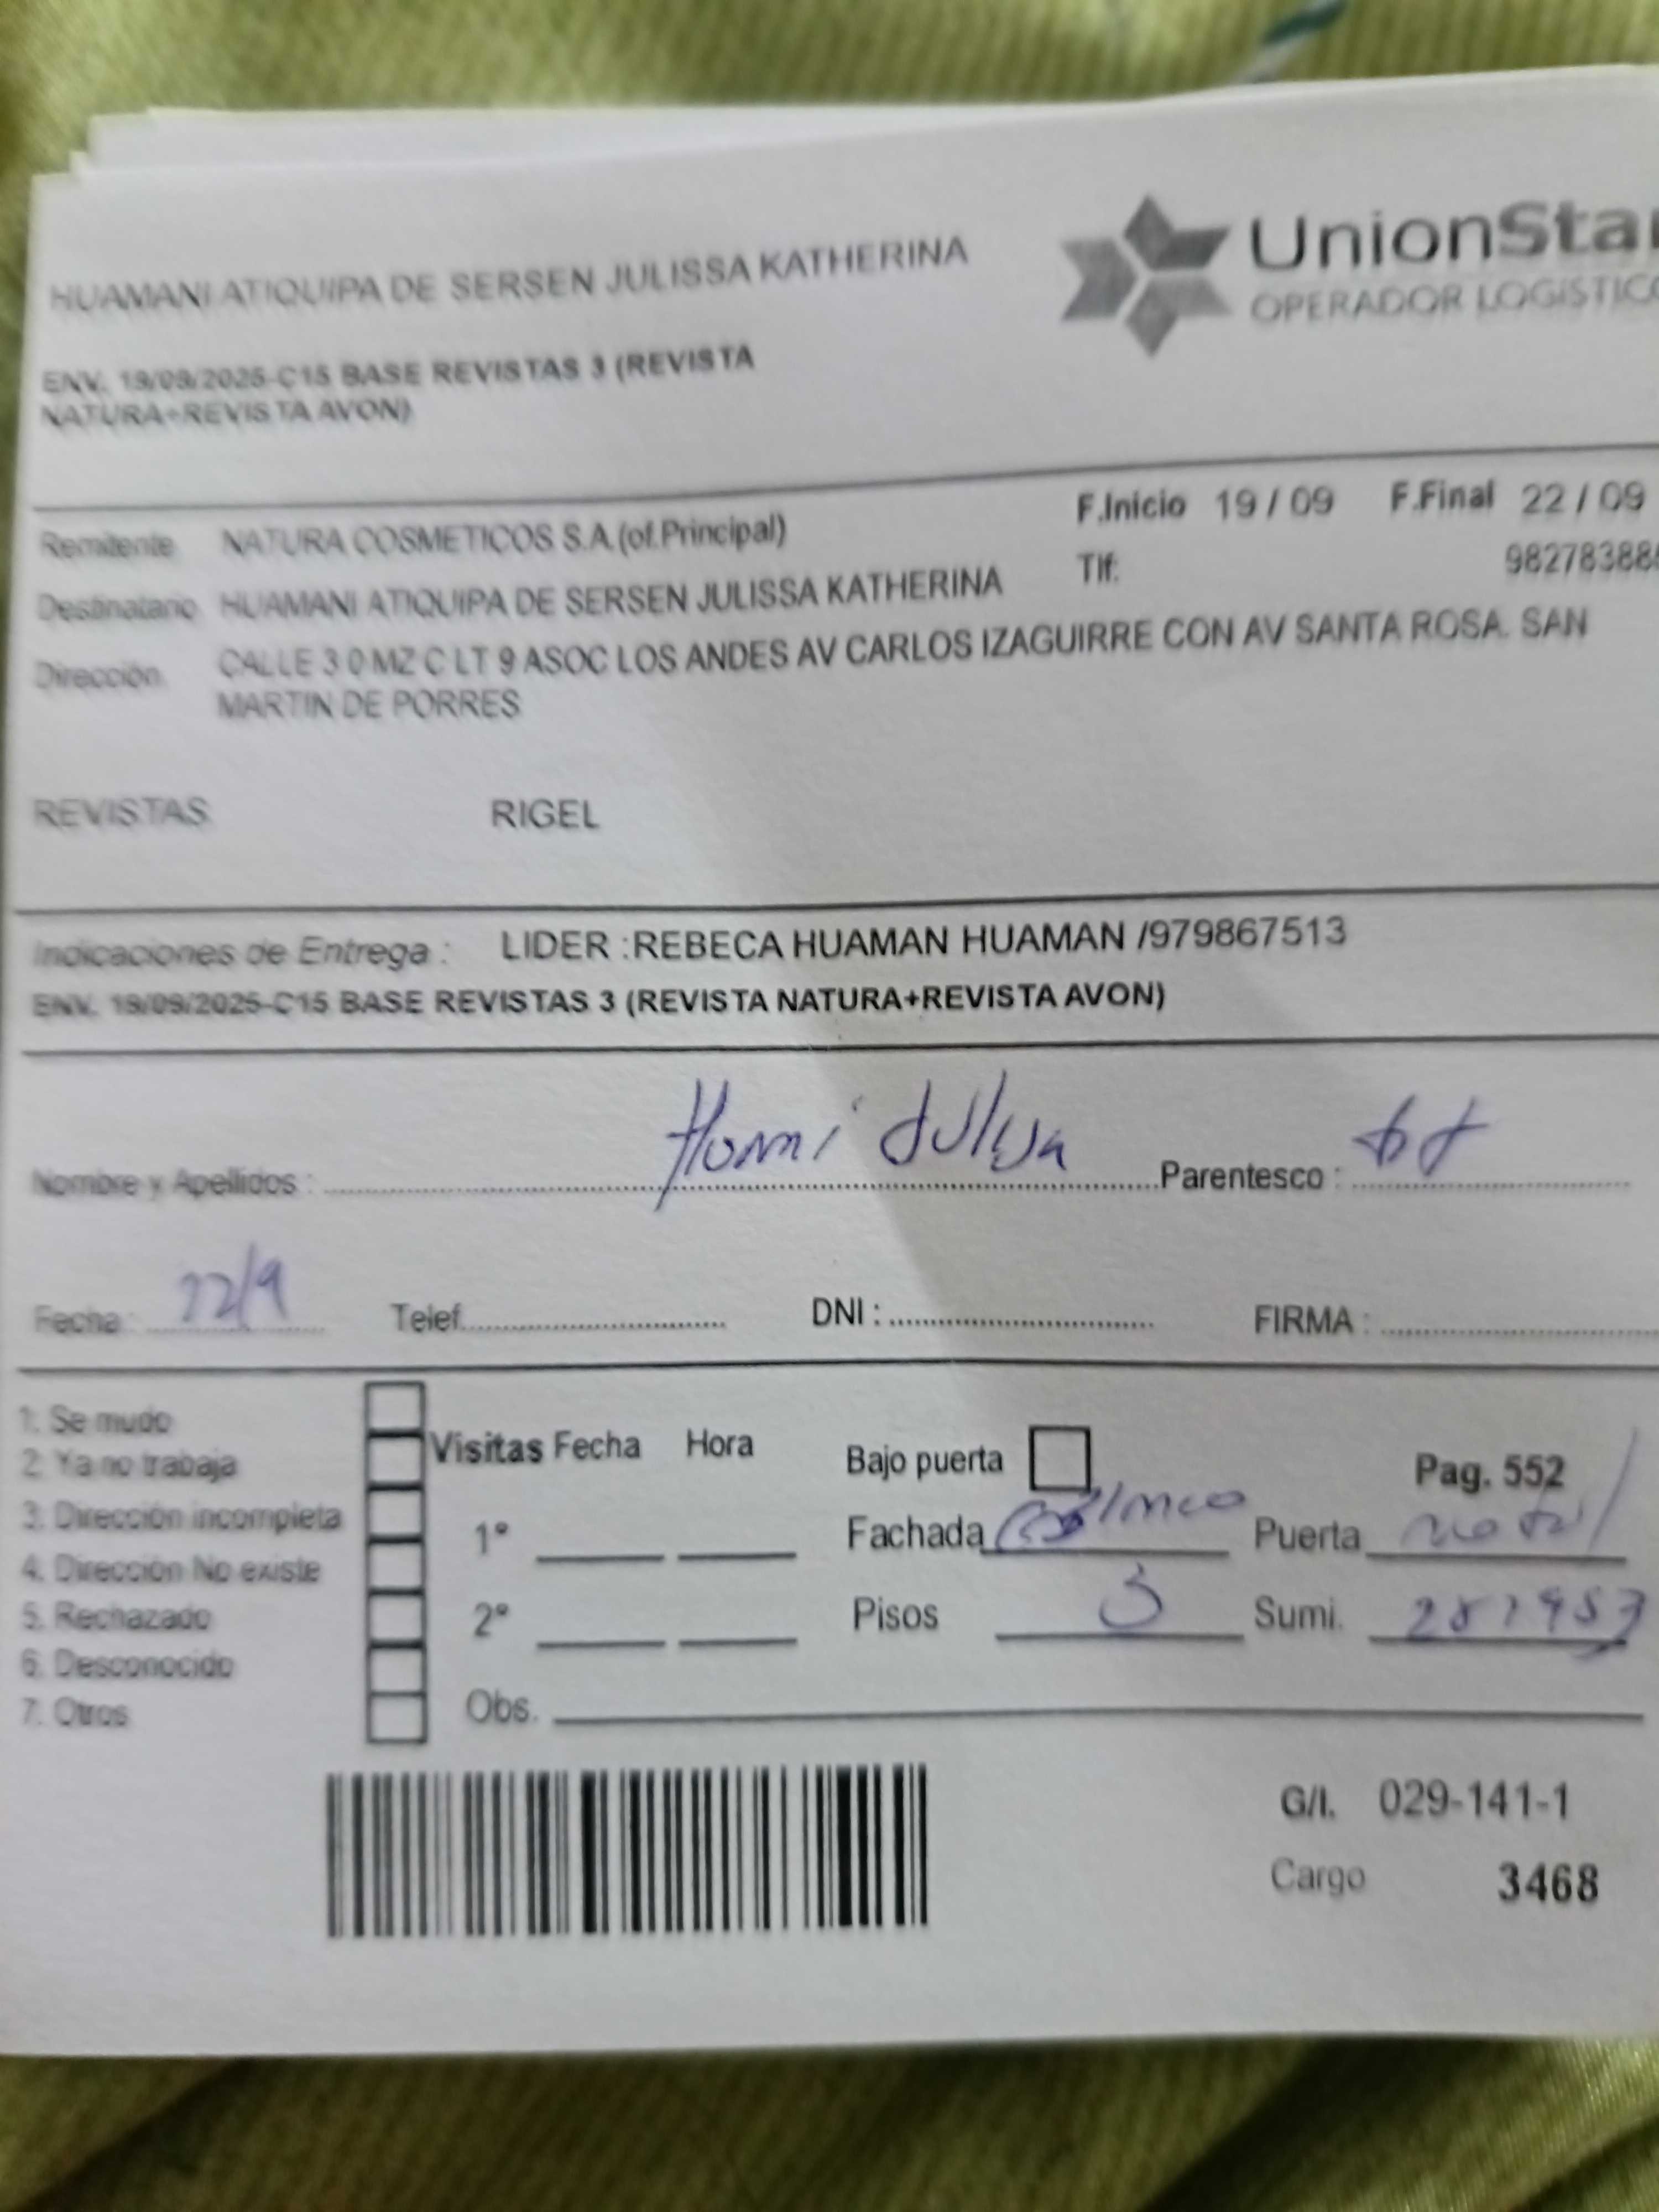 HUAMANI ATIQUIPA DE SERSEN JULISSA KATHERINA
UnionStar
OPERADOR LOGÍSTICO
ENV. 19/09/2025-C15 BASE REVISTAS 3 (REVISTA
NATURA+REVISTA AVON)
F.Inicio 19 / 09 F.Final 22 / 09
Remitente NATURA COSMETICOS S.A.(of.Principal)
Tlf: 98278388
Destinatario HUAMANI ATIQUIPA DE SERSEN JULISSA KATHERINA
Dirección CALLE 3 0 MZ C LT 9 ASOC LOS ANDES AV CARLOS IZAGUIRRE CON AV SANTA ROSA. SAN
MARTIN DE PORRES
REVISTAS RIGEL
Indicaciones de Entrega : LIDER :REBECA HUAMAN HUAMAN /979867513
ENV. 19/09/2025-C15 BASE REVISTAS 3 (REVISTA NATURA+REVISTA AVON)
Nombre y Apellidos : Parentesco : tt
Fecha: 22/9 Telef. DNI : FIRMA :
1. Se mudo
2. Ya no trabaja
3. Dirección incompleta
4. Dirección No existe
5. Rechazado
6. Desconocido
7. Otros
Visitas Fecha Hora
1°
2°
Obs.
Bajo puerta Pag. 552
Fachada Blanco Puerta
Pisos 3 Sumi.
G/I. 029-141-1
Cargo 3468